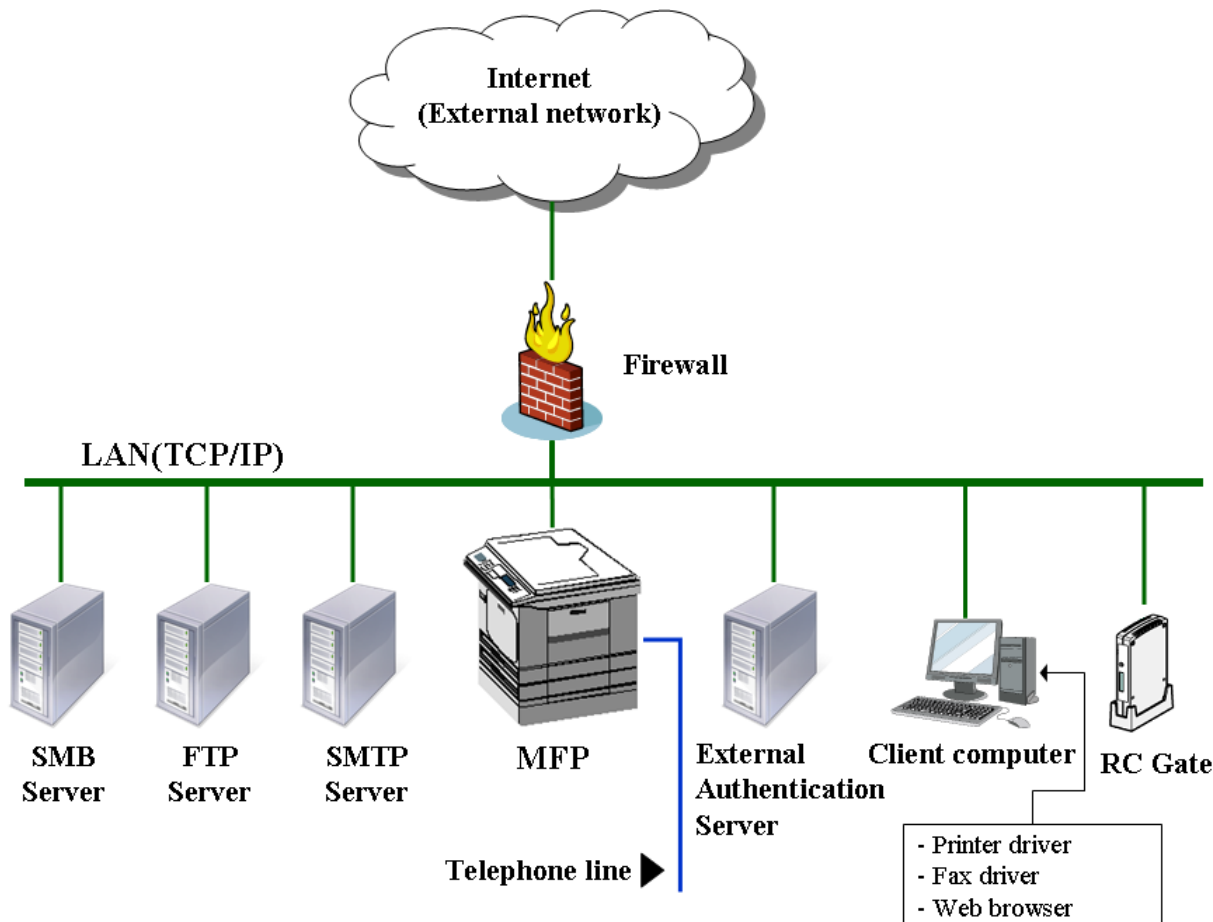 Internet
(External network)
Firewall
LAN(TCP/IP)
SMB
Server
FTP
Server
SMTP
Server
MFP
External
Authentication
Server
Client computer
RC Gate
Telephone line
- Printer driver
- Fax driver
- Web browser